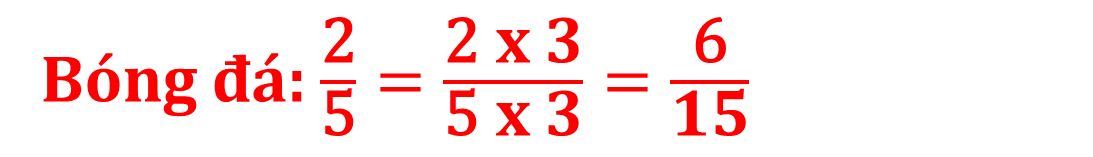 Bóng đá: 2/5 = (2 x 3)/(5 x 3) = 6/15